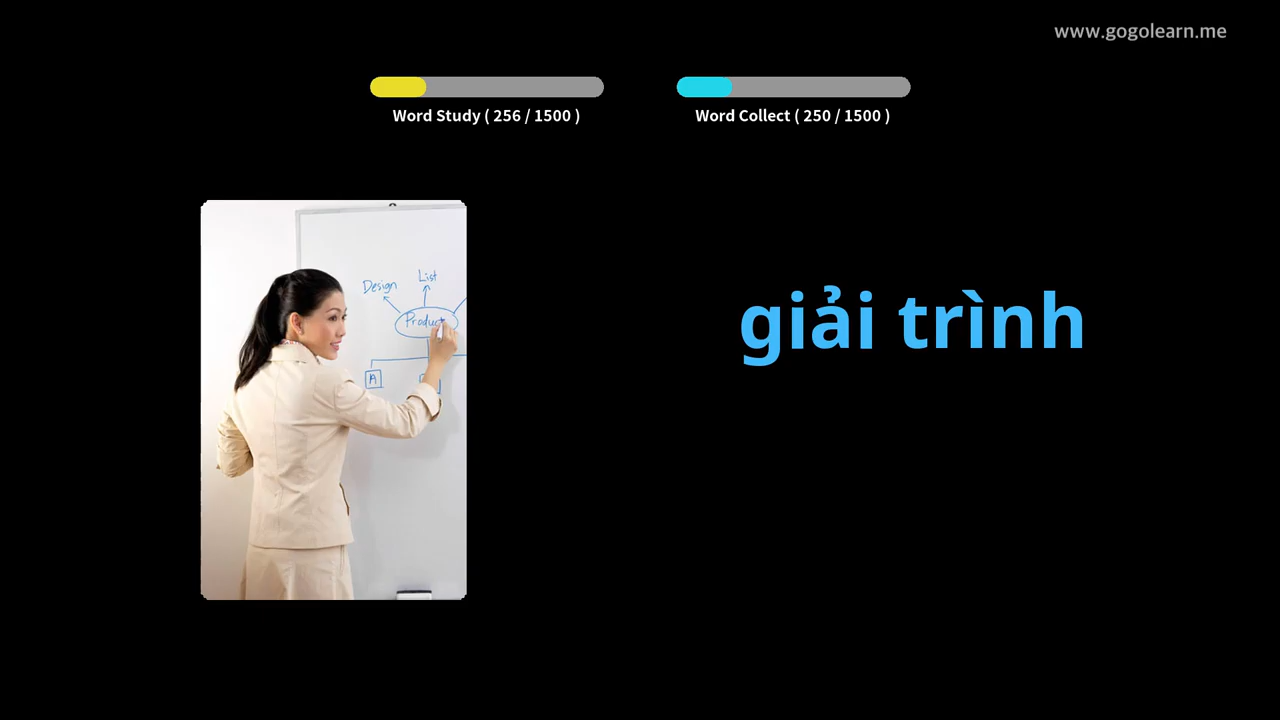 www.gogolearn.me
Word Study ( 256 / 1500 )
Word Collect ( 250 / 1500 )
List
Design
Product
A
giải trình